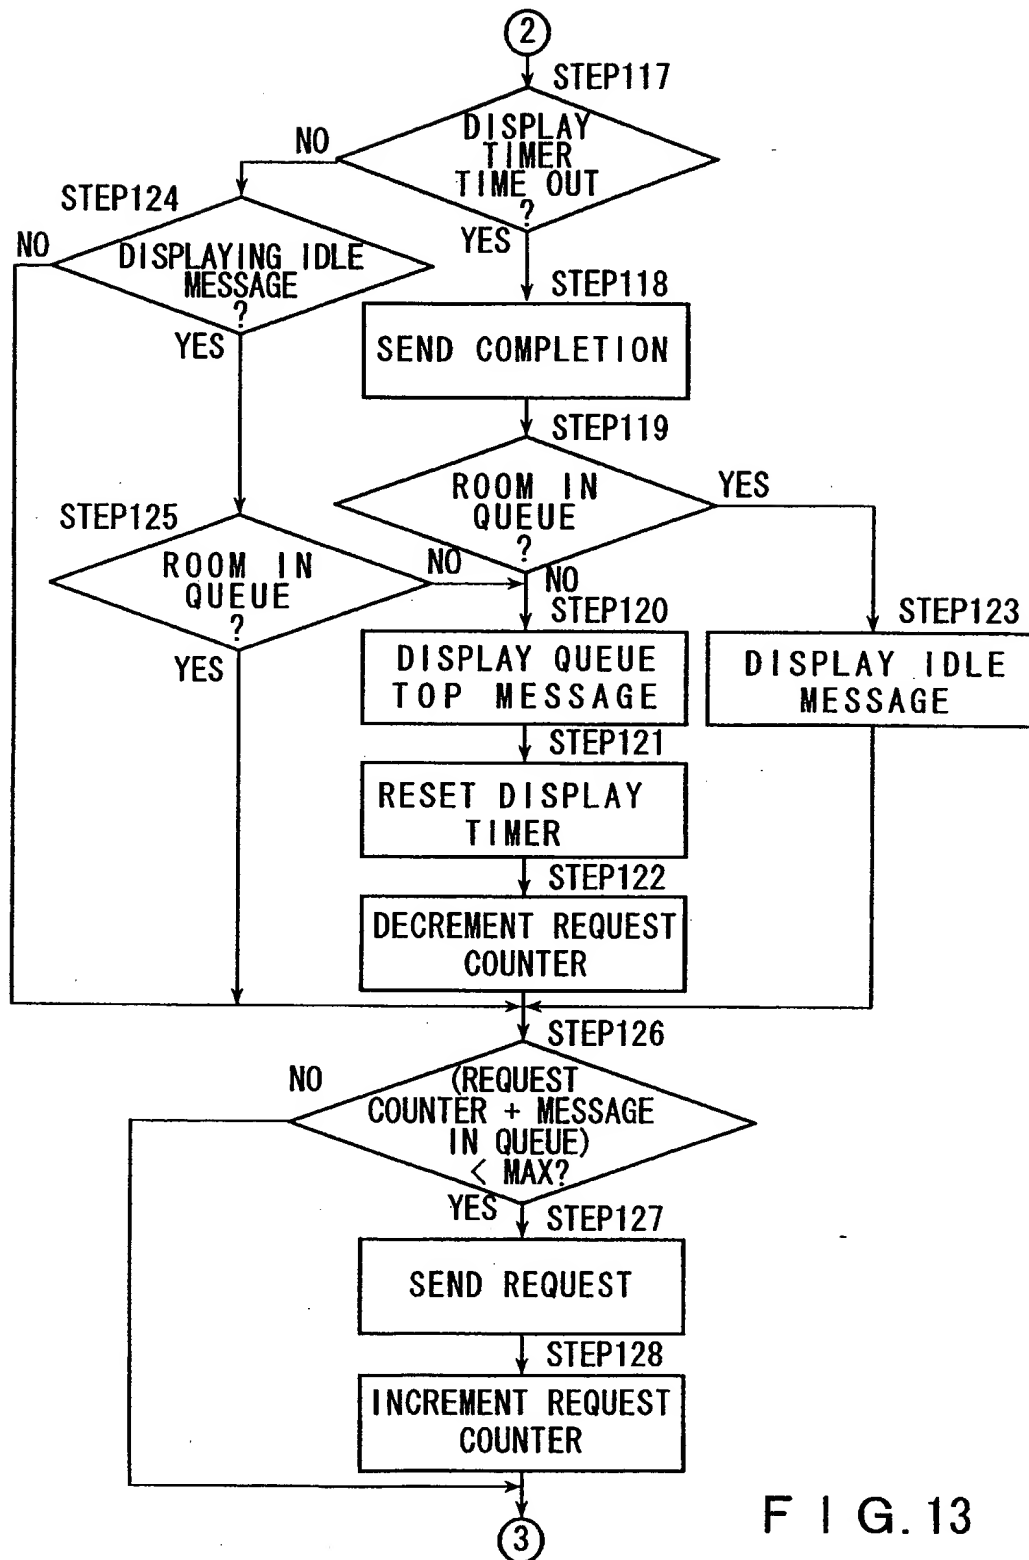 2
STEP117
DISPLAY
TIMER
TIME OUT
?
NO
YES
STEP124
NO
DISPLAYING IDLE
MESSAGE
?
YES
STEP118
SEND COMPLETION
STEP119
ROOM IN
QUEUE
?
YES
NO
STEP125
ROOM IN
QUEUE
?
NO
YES
STEP120
DISPLAY QUEUE
TOP MESSAGE
STEP123
DISPLAY IDLE
MESSAGE
STEP121
RESET DISPLAY
TIMER
STEP122
DECREMENT REQUEST
COUNTER
STEP126
NO
(REQUEST
COUNTER + MESSAGE
IN QUEUE)
< MAX?
YES
STEP127
SEND REQUEST
STEP128
INCREMENT REQUEST
COUNTER
3
FIG.13